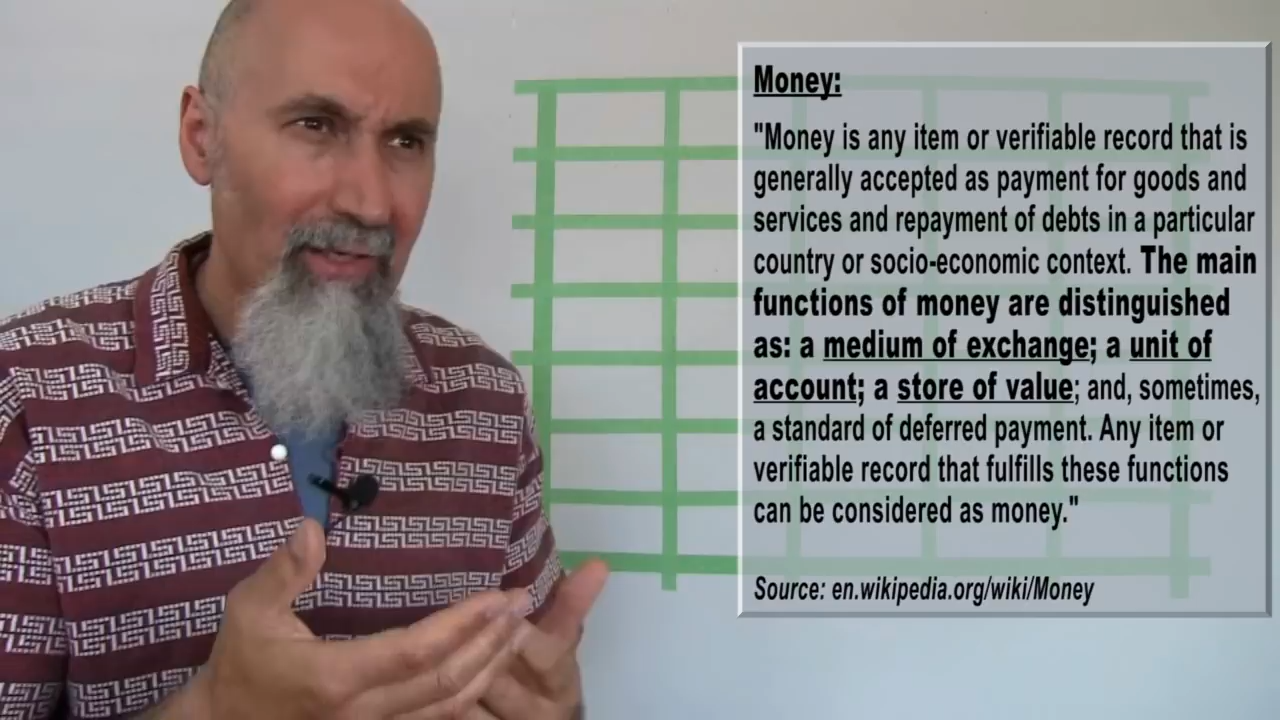 Money:
"Money is any item or verifiable record that is
generally accepted as payment for goods and
services and repayment of debts in a particular
country or socio-economic context. The main
functions of money are distinguished
as: a medium of exchange; a unit of
account; a store of value; and, sometimes,
a standard of deferred payment. Any item or
verifiable record that fulfills these functions
can be considered as money."
Source: en.wikipedia.org/wiki/Money